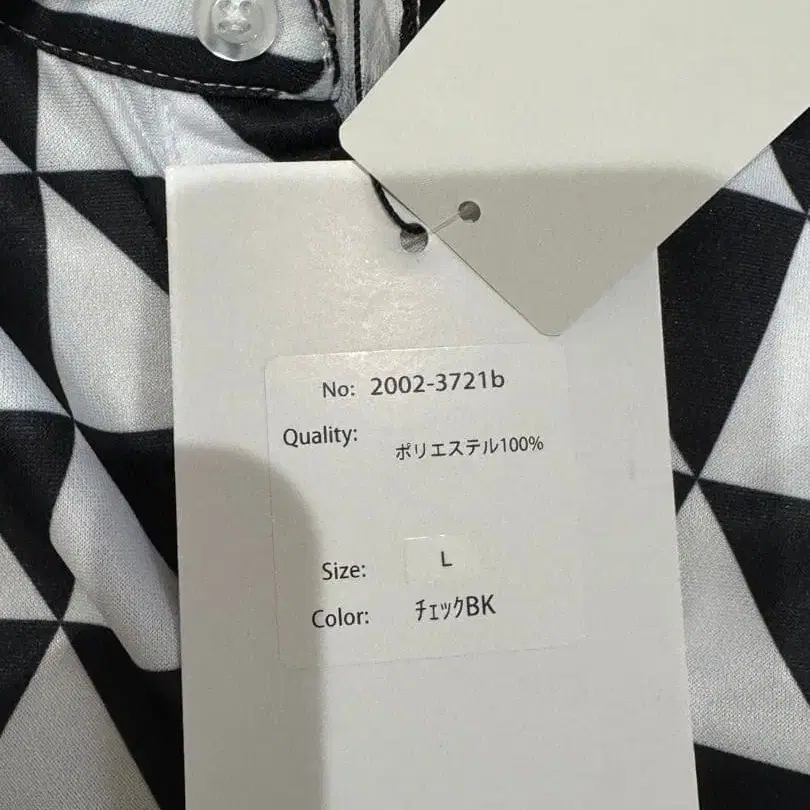 No: 2002-3721b
Quality:
ポリエステル100%
Size: L
Color: ﾁｪｯｸBK